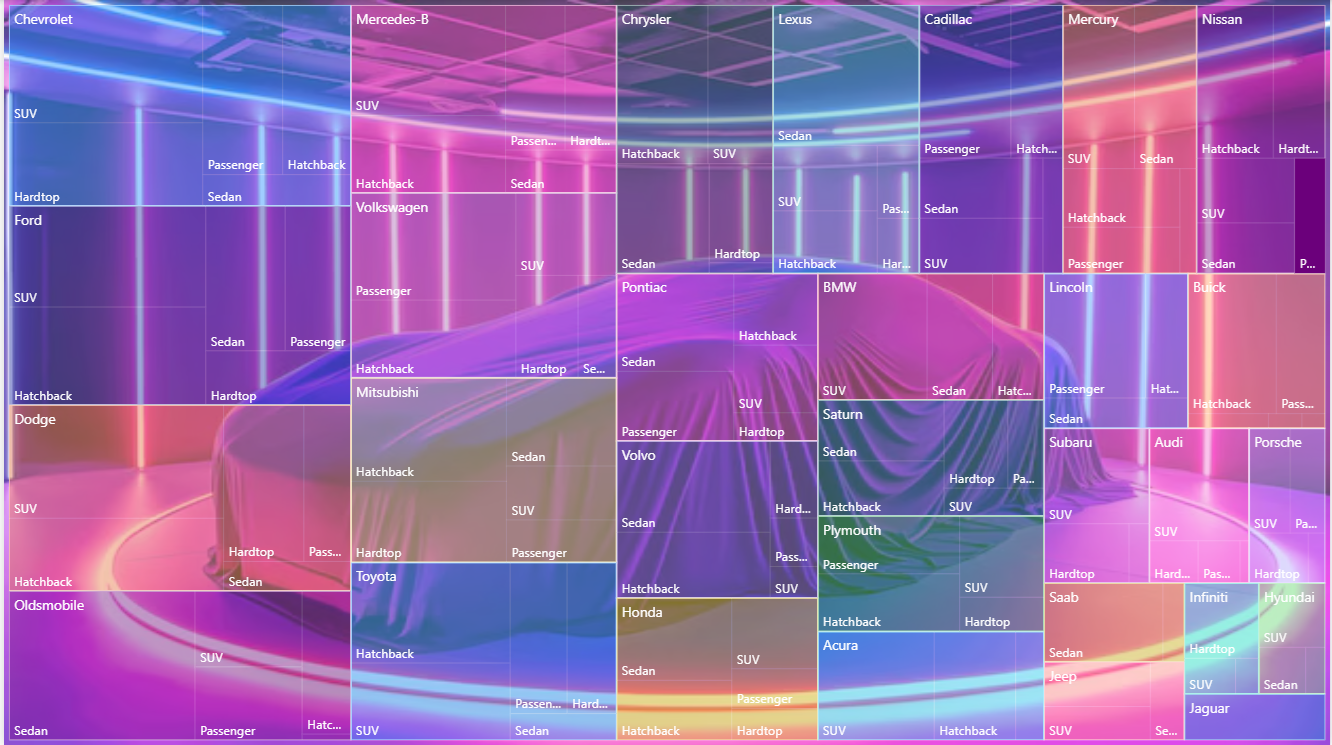 Chevrolet
SUV
Hardtop
Passenger
Hatchback
Sedan
Ford
SUV
Hatchback
Sedan
Passenger
Hardtop
Dodge
SUV
Hatchback
Hardtop
Pass...
Sedan
Oldsmobile
Sedan
SUV
Passenger
Hatc...
Mercedes-B
SUV
Hatchback
Passen...
Hardt...
Sedan
Volkswagen
Passenger
Hatchback
SUV
Hardtop
Se...
Mitsubishi
Hatchback
Hardtop
Sedan
SUV
Passenger
Toyota
Hatchback
SUV
Passen...
Hard...
Sedan
Chrysler
Hatchback
SUV
Sedan
Hardtop
Lexus
Sedan
SUV
Pas...
Hatchback
Har...
Cadillac
Passenger
Hatch...
Sedan
SUV
Mercury
SUV
Sedan
Hatchback
Passenger
Nissan
Hatchback
Hardt...
SUV
Sedan
P...
Pontiac
Sedan
Passenger
Hatchback
SUV
Hardtop
Volvo
Sedan
Hatchback
Hard...
Pass...
SUV
Honda
Sedan
Hatchback
SUV
Passenger
Hardtop
BMW
SUV
Sedan
Hatc...
Saturn
Sedan
Hatchback
Hardtop
Pa...
SUV
Plymouth
Passenger
Hatchback
SUV
Hardtop
Acura
SUV
Hatchback
Lincoln
Passenger
Hat...
Sedan
Buick
Hatchback
Pass...
Subaru
SUV
Hardtop
Audi
SUV
Hard...
Pas...
Porsche
SUV
Pa...
Hardtop
Saab
Sedan
Jeep
SUV
Se...
Infiniti
Hardtop
SUV
Hyundai
SUV
Sedan
Jaguar